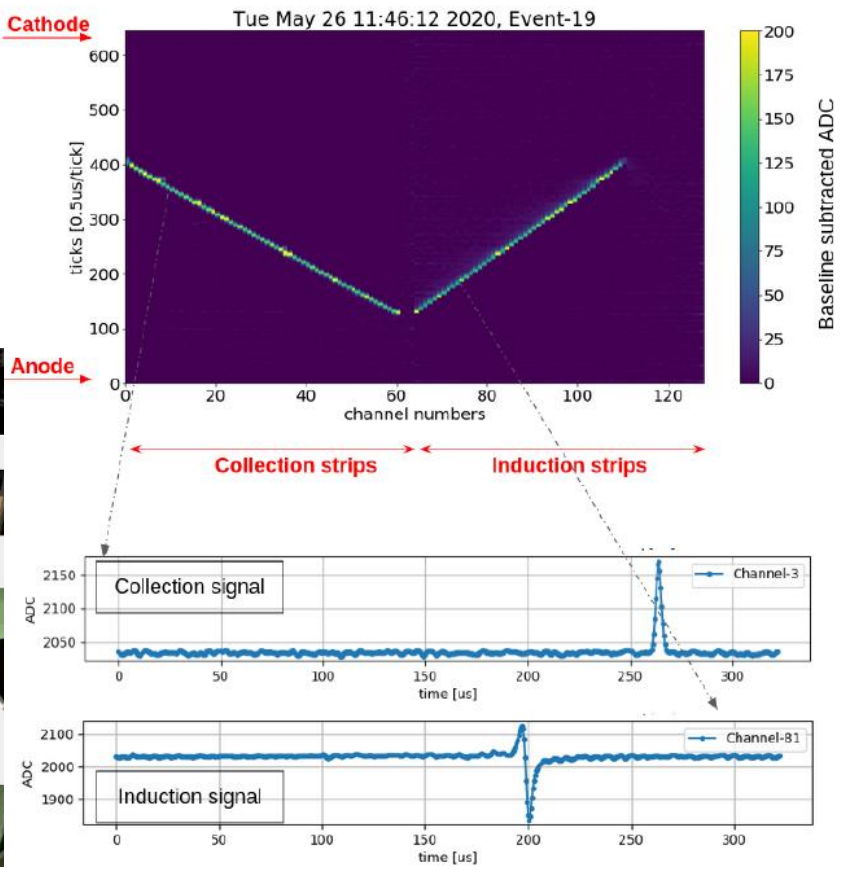 Tue May 26 11:46:12 2020, Event-19
Cathode
600
500
400
300
200
100
0
ticks [0.5us/tick]
Anode
0 20 40 60 80 100 120
channel numbers
200
175
150
125
100
75
50
25
0
Baseline subtracted ADC
Collection strips
Induction strips
Collection signal
Channel-3
2150
2100
2050
ADC
0 50 100 150 200 250 300
time [us]
Induction signal
Channel-81
2100
2000
1900
ADC
0 50 100 150 200 250 300
time [us]